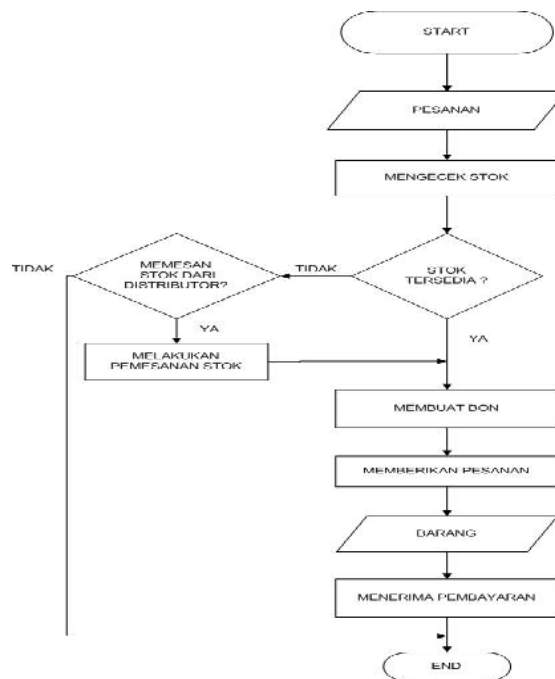 START
PESANAN
MENGECEK STOK
STOK
TERSEDIA ?
TIDAK
MEMESAN
STOK DARI
DISTRIBUTOR?
TIDAK
YA
YA
MELAKUKAN
PEMESANAN STOK
MEMBUAT BON
MEMBERIKAN PESANAN
BARANG
MENERIMA PEMBAYARAN
END